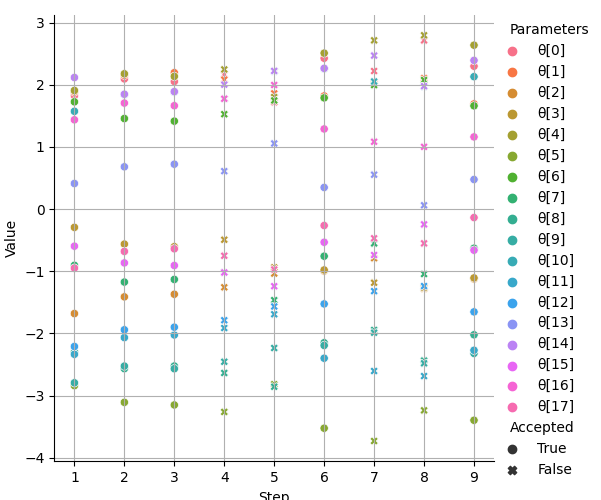 3
2
1
0
−1
−2
−3
−4
Value
1 2 3 4 5 6 7 8 9
Step
Parameters
θ[0]
θ[1]
θ[2]
θ[3]
θ[4]
θ[5]
θ[6]
θ[7]
θ[8]
θ[9]
θ[10]
θ[11]
θ[12]
θ[13]
θ[14]
θ[15]
θ[16]
θ[17]
Accepted
True
False